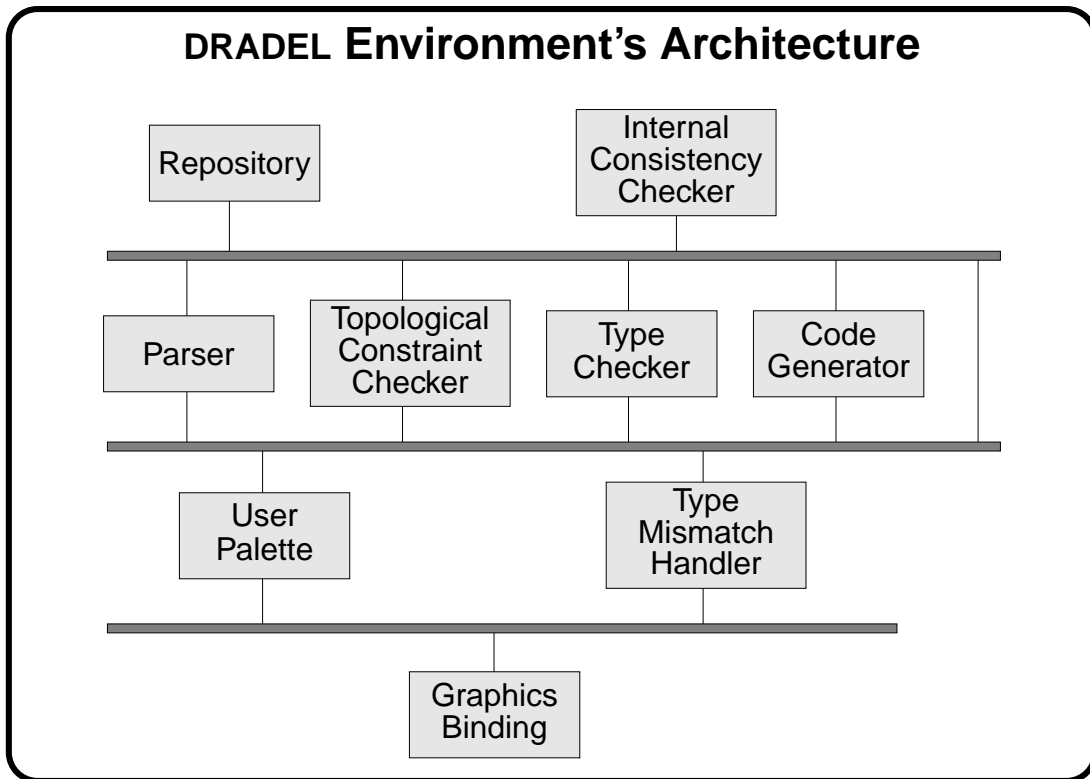 DRADEL Environment's Architecture
Repository
Internal
Consistency
Checker
Parser
Topological
Constraint
Checker
Type
Checker
Code
Generator
User
Palette
Type
Mismatch
Handler
Graphics
Binding